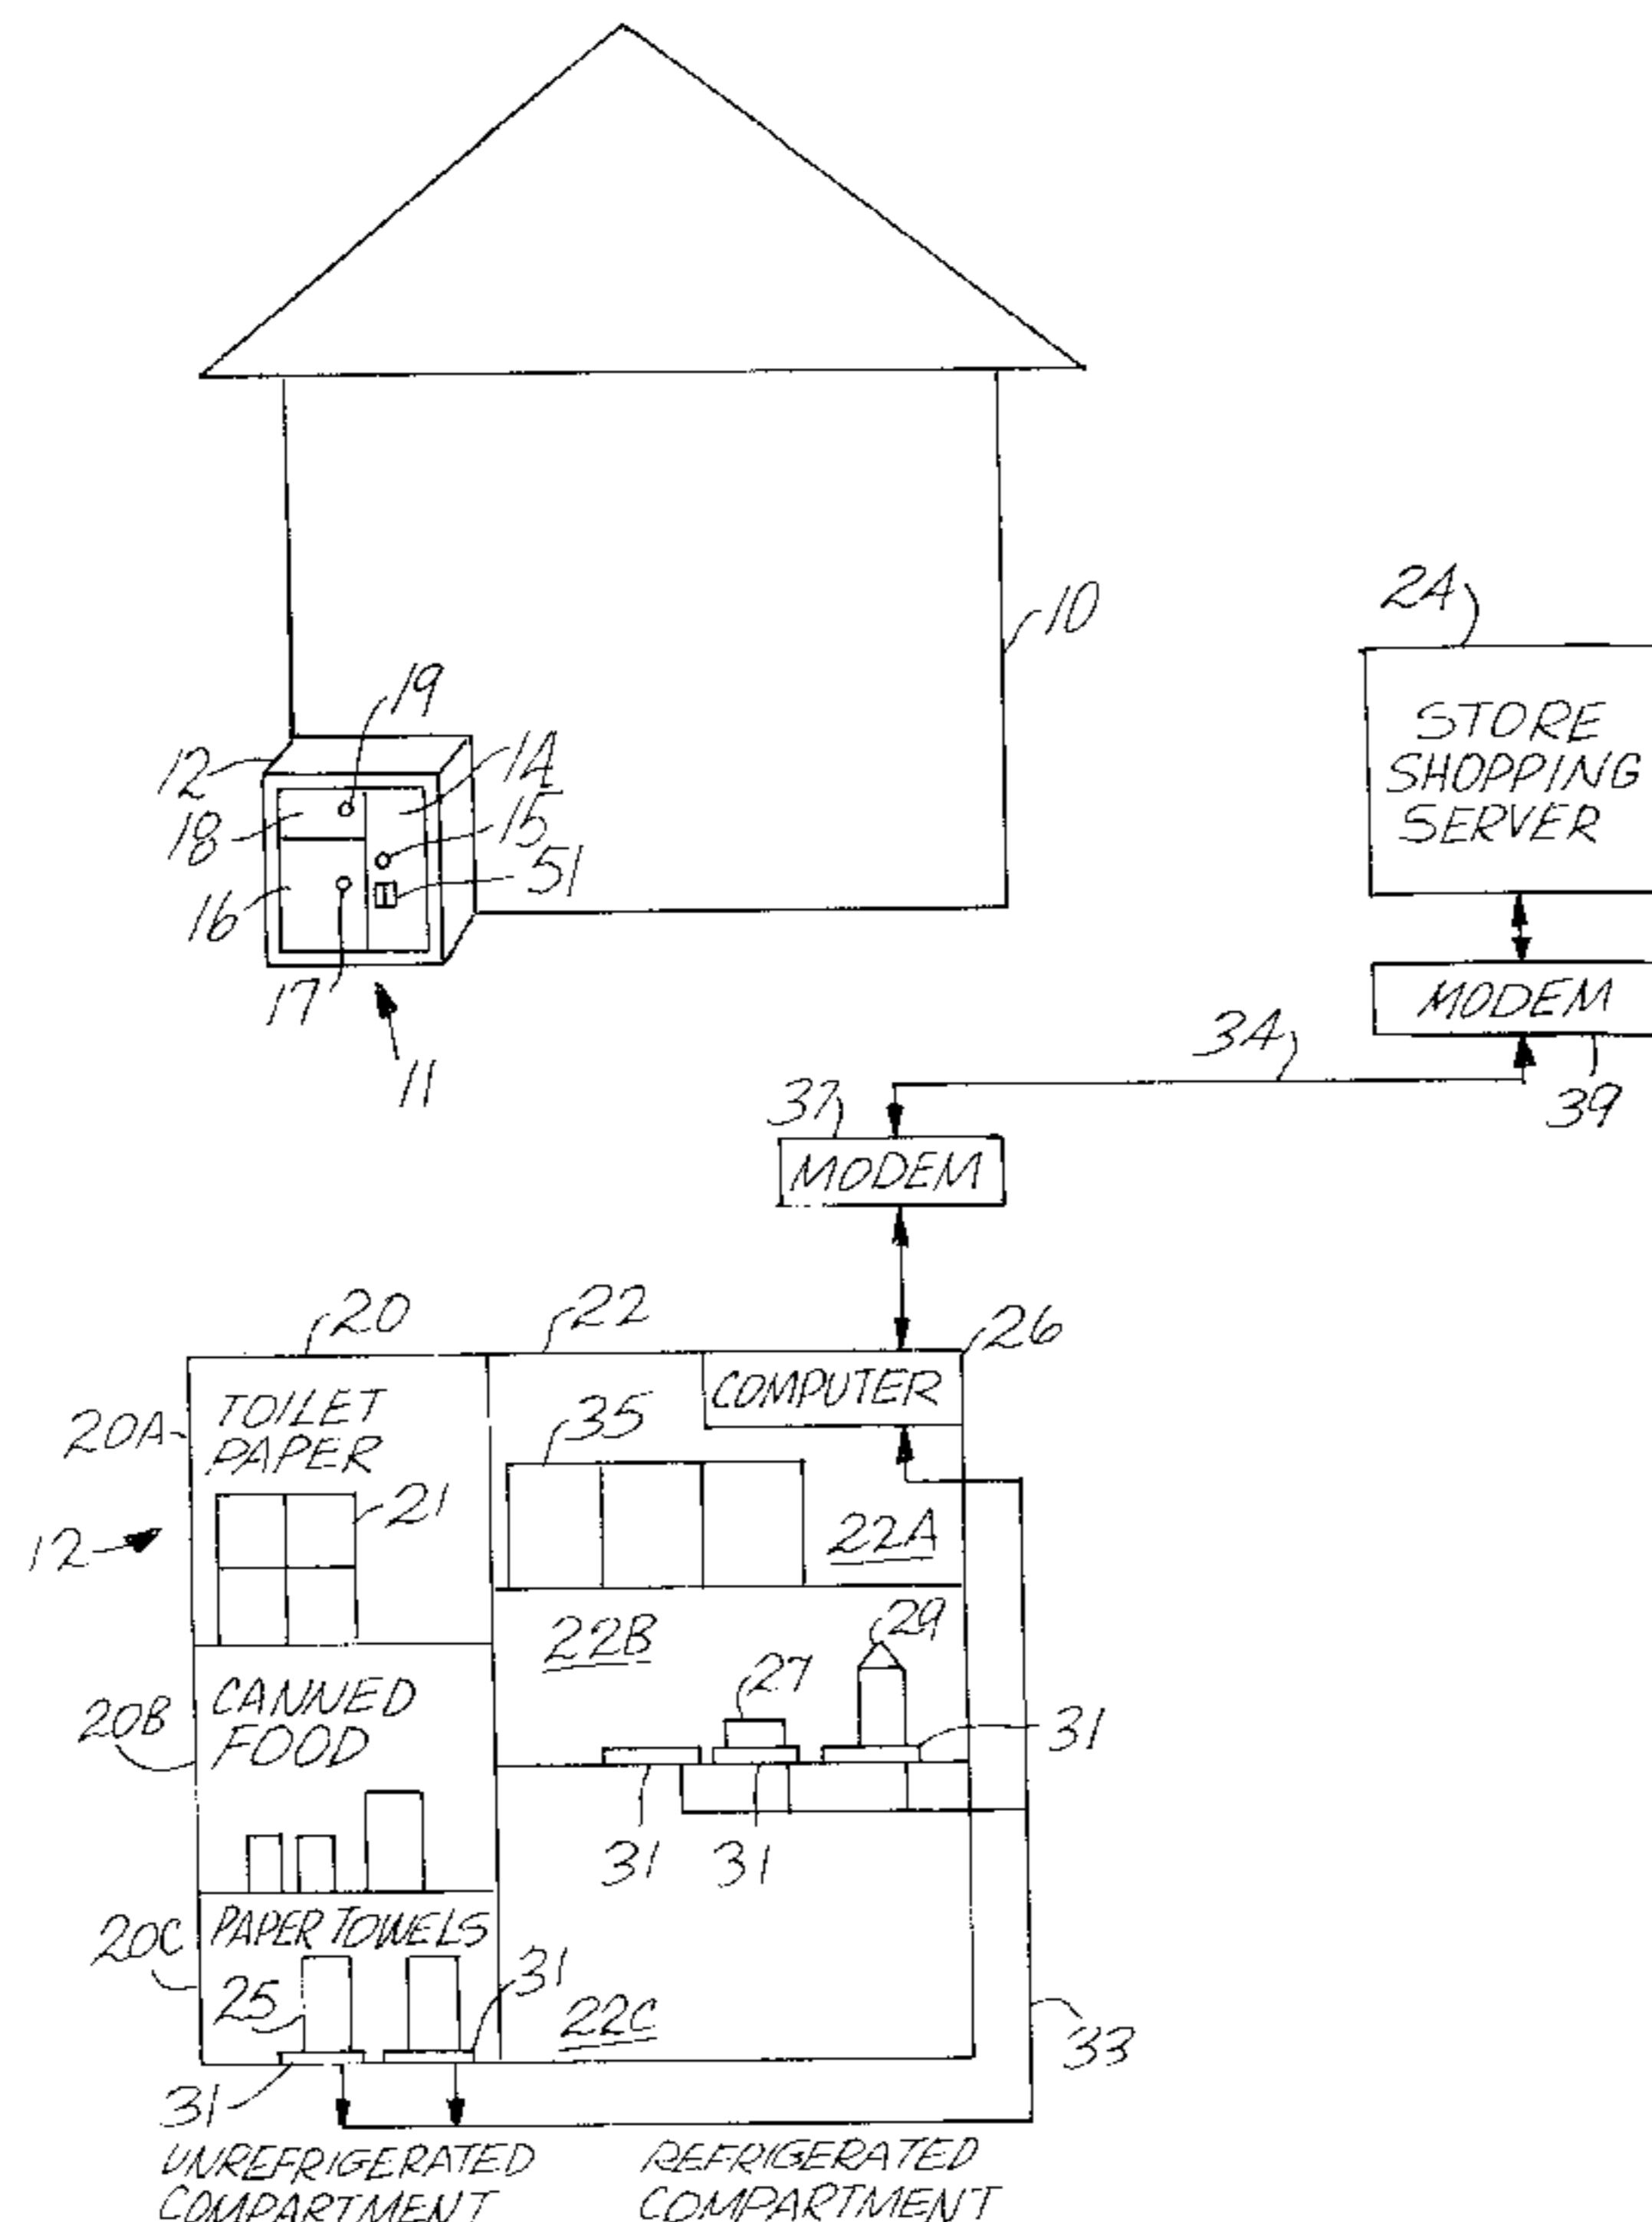 10
24
STORE
SHOPPING
SERVER
19
12
14
18
15
51
16
17
11
MODEM
34
39
37
MODEM
20
22
26
COMPUTER
TOILET
PAPER
20A
35
21
12
22A
22B
29
27
CANNED
FOOD
20B
31
31
31
PAPER TOWELS
20C
25
31
22C
33
31
UNREFRIGERATED
COMPARTMENT
REFRIGERATED
COMPARTMENT